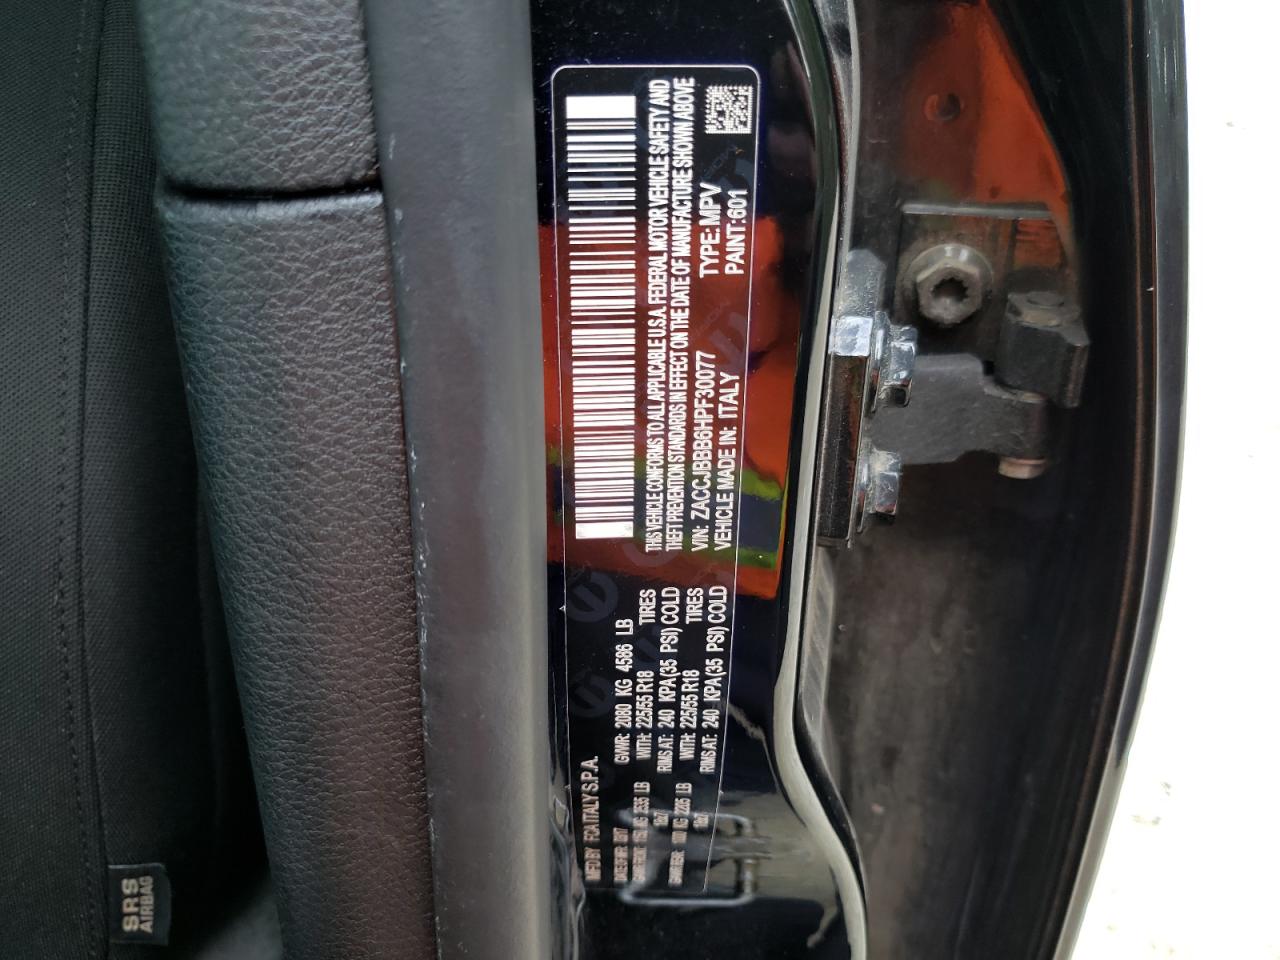 MFD BY FCA ITALY S.P.A.
GVWR: 2080 KG 4586 LB
WITH: 225/55 R18 TIRES
RIMS AT: 240 KPA(35 PSI) COLD
WITH: 225/55 R18 TIRES
RIMS AT: 240 KPA(35 PSI) COLD
THIS VEHICLE CONFORMS TO ALL APPLICABLE U.S.A. FEDERAL MOTOR VEHICLE SAFETY AND
THEFT PREVENTION STANDARDS IN EFFECT ON THE DATE OF MANUFACTURE SHOWN ABOVE
VIN: ZACCJBBB6HPF30077 TYPE: MPV
VEHICLE MADE IN: ITALY PAINT:601
SRS
AIRBAG